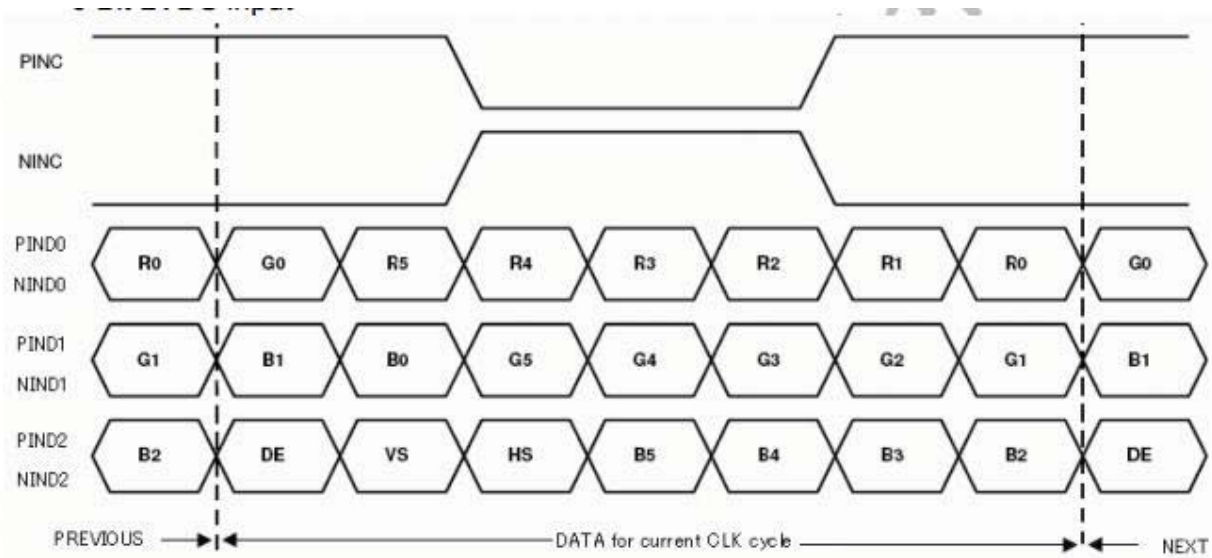 PINC
NINC
PIND0
NIND0
R0 G0 R5 R4 R3 R2 R1 R0 G0
PIND1
NIND1
G1 B1 B0 G5 G4 G3 G2 G1 B1
PIND2
NIND2
B2 DE VS HS B5 B4 B3 B2 DE
PREVIOUS DATA for current CLK cycle NEXT